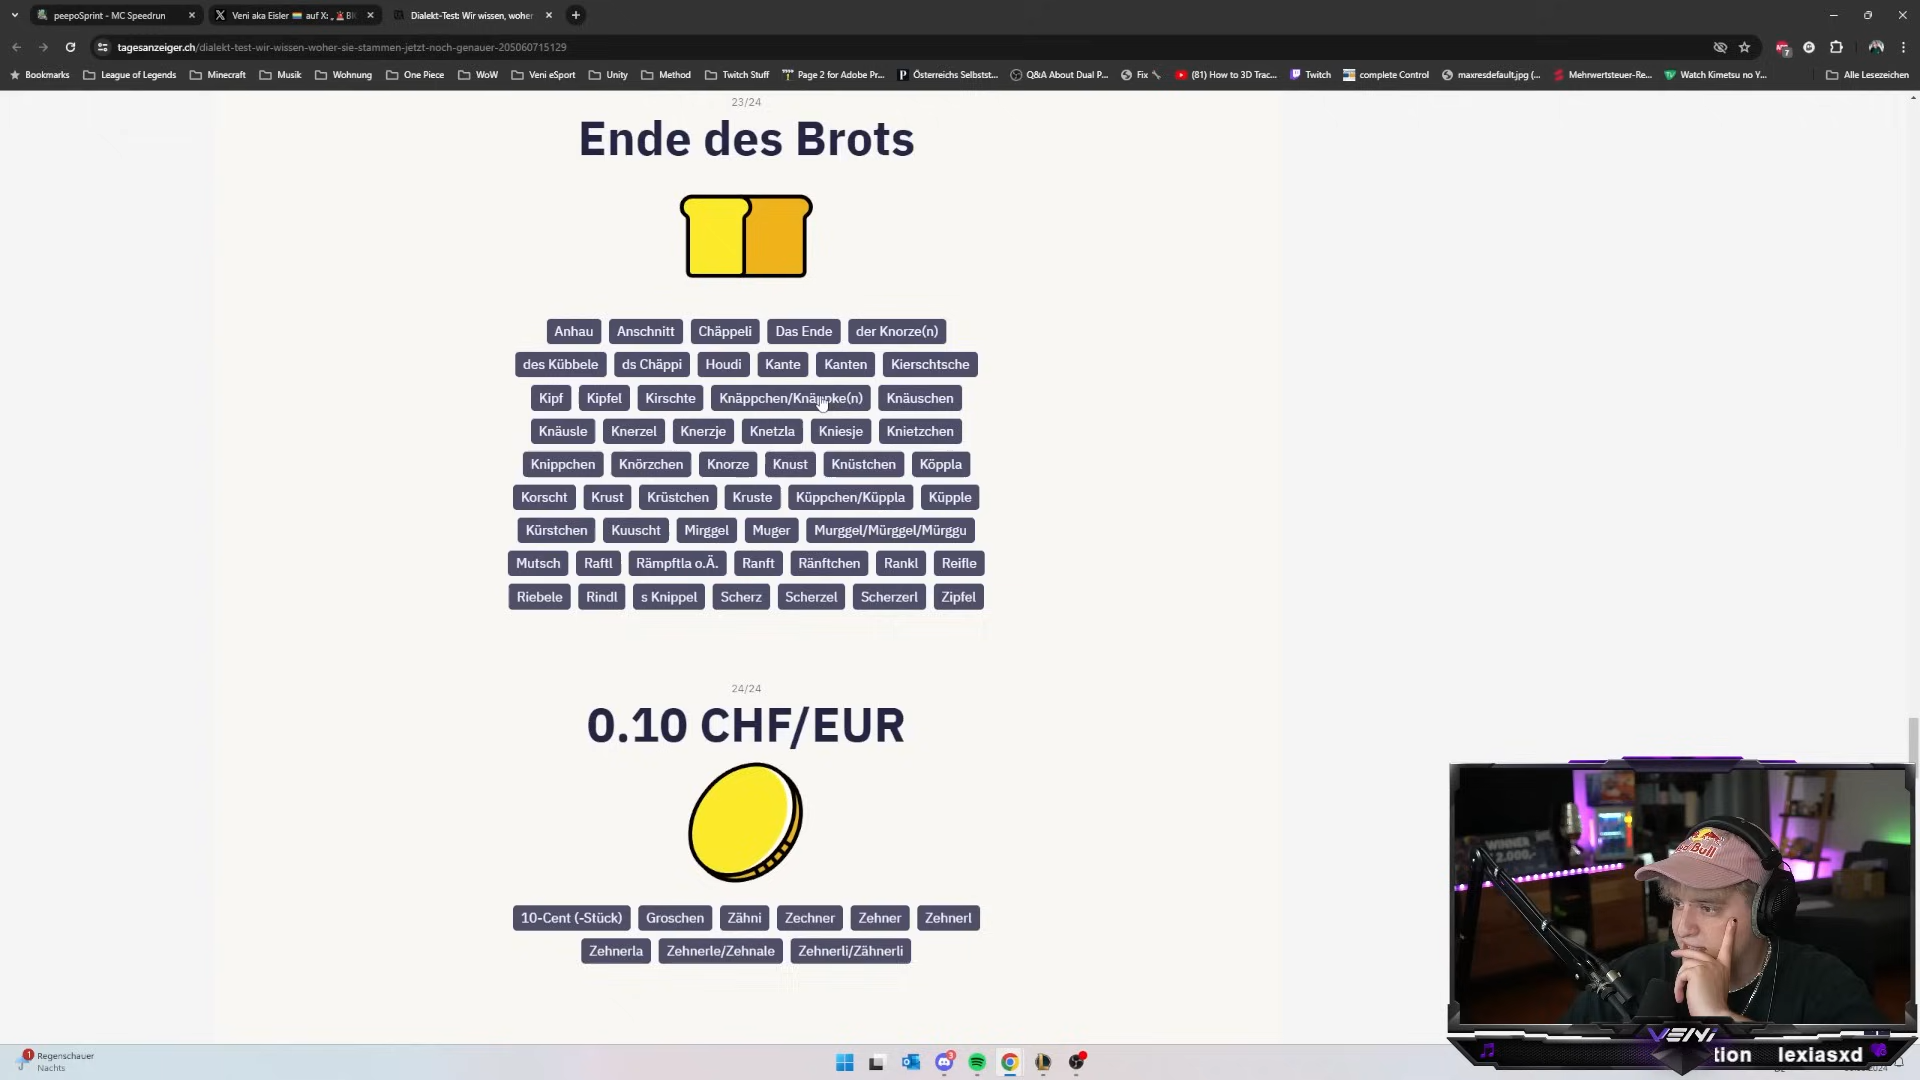 peepoSprint - MC Speedrun
Veni aka Eisler
auf X:
Dialekt-Test: Wir wissen, woher
tagesanzeiger.ch/dialekt-test-wir-wissen-woher-sie-stammen-jetzt-noch-genauer-205060715129
Bookmarks League of Legends Minecraft Musik Wohnung One Piece WoW Veni eSport Unity Method Twitch Stuff Page 2 for Adobe Pr... Österreichs Selbstst... Q&A About Dual P... Fix (81) How to 3D Trac... Twitch complete Control maxresdefault.jpg (... Mehrwertsteuer-Re... Watch Kimetsu no Y... Alle Lesezeichen
23/24
Ende des Brots
Anhau Anschnitt Chäppeli Das Ende der Knorze(n)
des Kübbele ds Chäppi Houdi Kante Kanten Kierschtsche
Kipf Kipfel Kirschte Knäppchen/Knäppke(n) Knäuschen
Knäusle Knerzel Knerzje Knetzla Kniesje Knietzchen
Knippchen Knörzchen Knorze Knust Knüstchen Köppla
Korscht Krust Krüstchen Kruste Küppchen/Küppla Küpple
Kürstchen Kuuscht Mirggel Muger Murggel/Mürggel/Mürggu
Mutsch Raftl Rämpftla o.Ä. Ranft Ränftchen Rankl Reifle
Riebele Rindl s Knippel Scherz Scherzel Scherzerl Zipfel
24/24
0.10 CHF/EUR
10-Cent (-Stück) Groschen Zähni Zechner Zehner Zehnerl
Zehnerla Zehnerle/Zehnale Zehnerli/Zähnerli
WINNER
Red Bull
VENI
tion lexiasxd
Regenschauer
Nachts